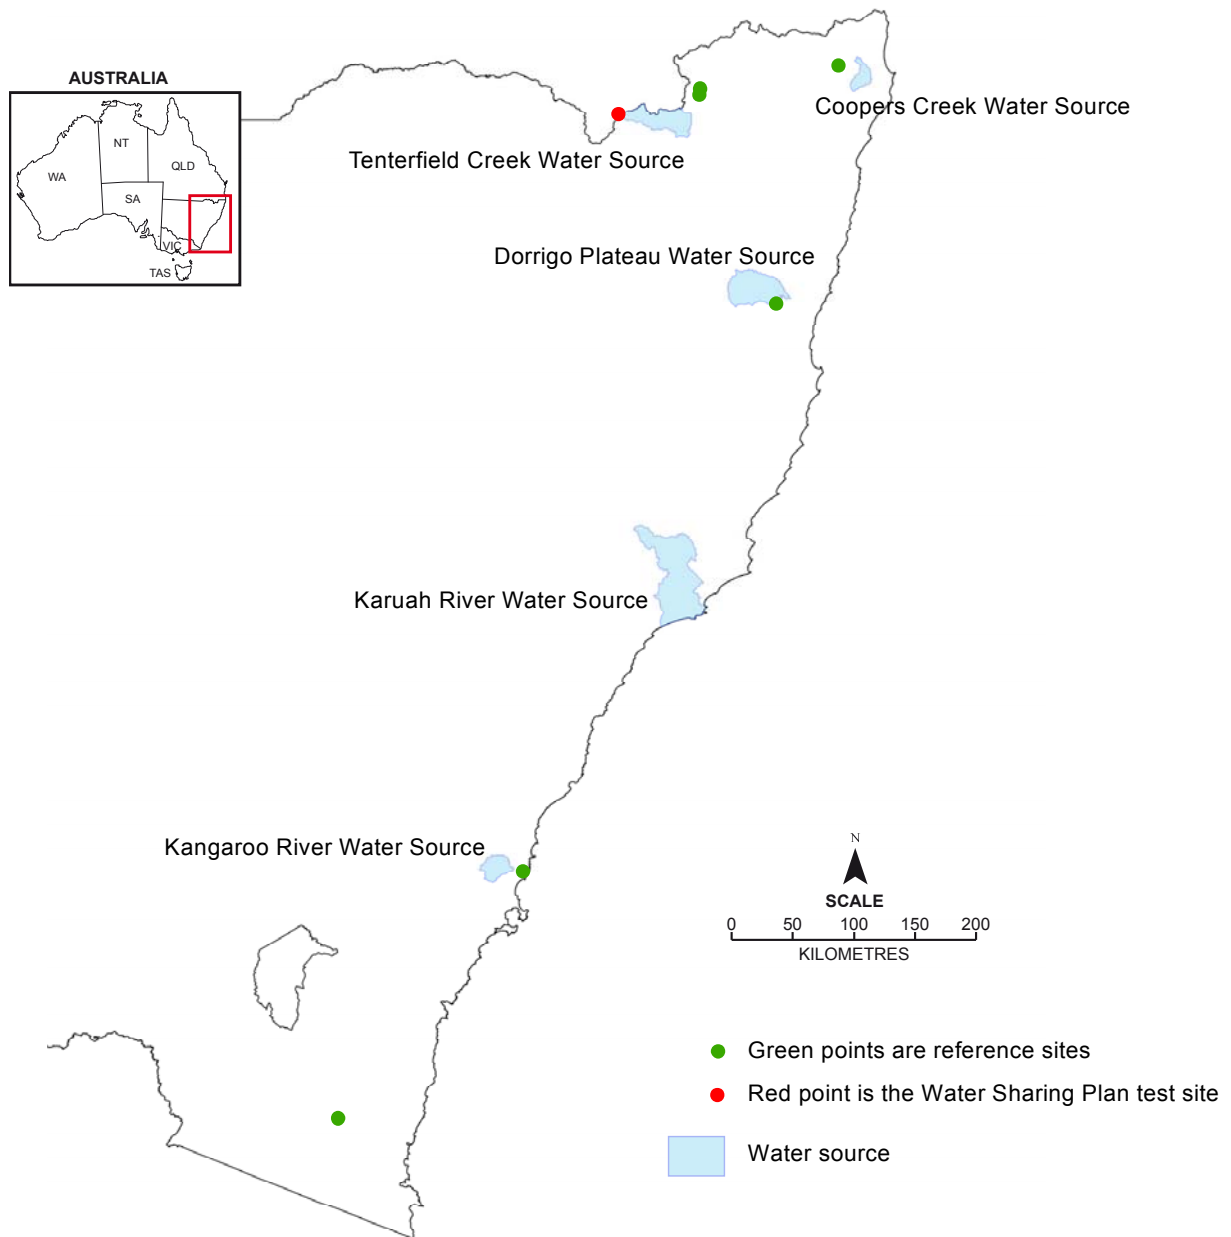 AUSTRALIA
NT
QLD
WA
SA
VIC
TAS
Coopers Creek Water Source
Tenterfield Creek Water Source
Dorrigo Plateau Water Source
Karuah River Water Source
Kangaroo River Water Source
N
SCALE
0 50 100 150 200
KILOMETRES
Green points are reference sites
Red point is the Water Sharing Plan test site
Water source